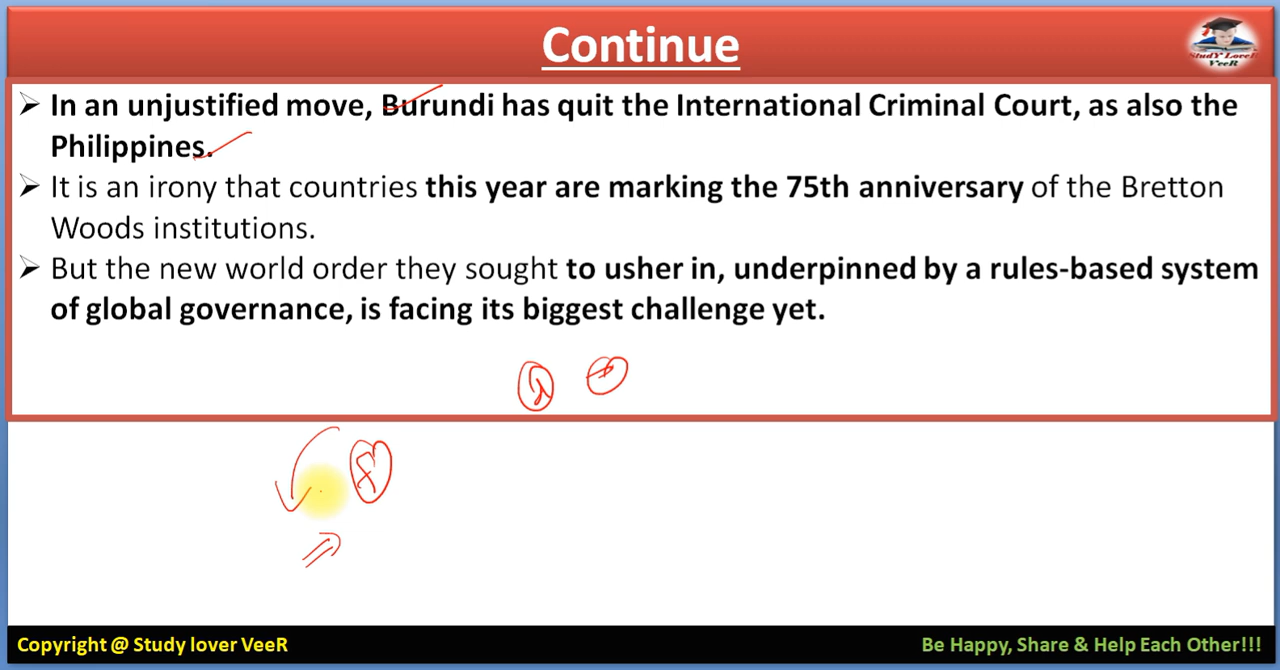 Continue
StudY LoveR
VeeR
➢ In an unjustified move, Burundi has quit the International Criminal Court, as also the
Philippines.
➢ It is an irony that countries this year are marking the 75th anniversary of the Bretton
Woods institutions.
➢ But the new world order they sought to usher in, underpinned by a rules-based system
of global governance, is facing its biggest challenge yet.
Copyright @ Study lover VeeR
Be Happy, Share & Help Each Other!!!